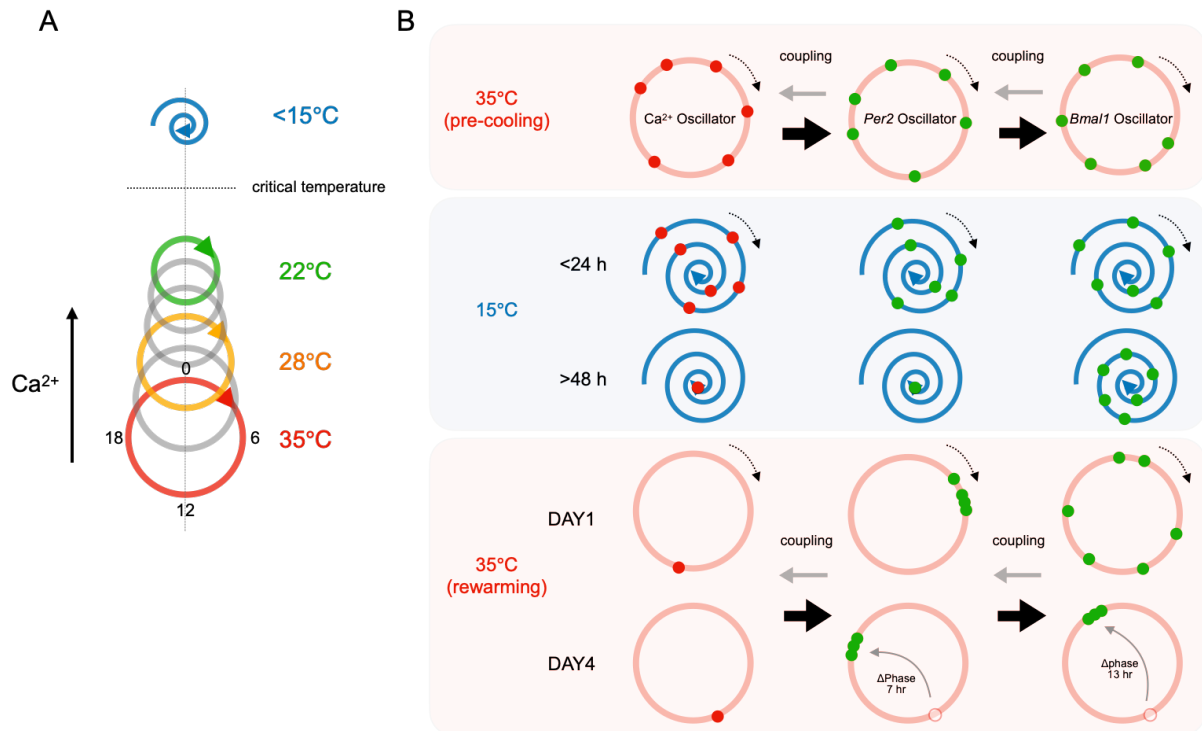 A
<15°C
critical temperature
22°C
28°C
Ca²⁺
0
18
6
35°C
12
B
35°C
(pre-cooling)
Ca²⁺ Oscillator
coupling
Per2 Oscillator
coupling
Bmal1 Oscillator
<24 h
15°C
>48 h
DAY1
35°C
(rewarming)
coupling
coupling
DAY4
ΔPhase
7 hr
Δphase
13 hr